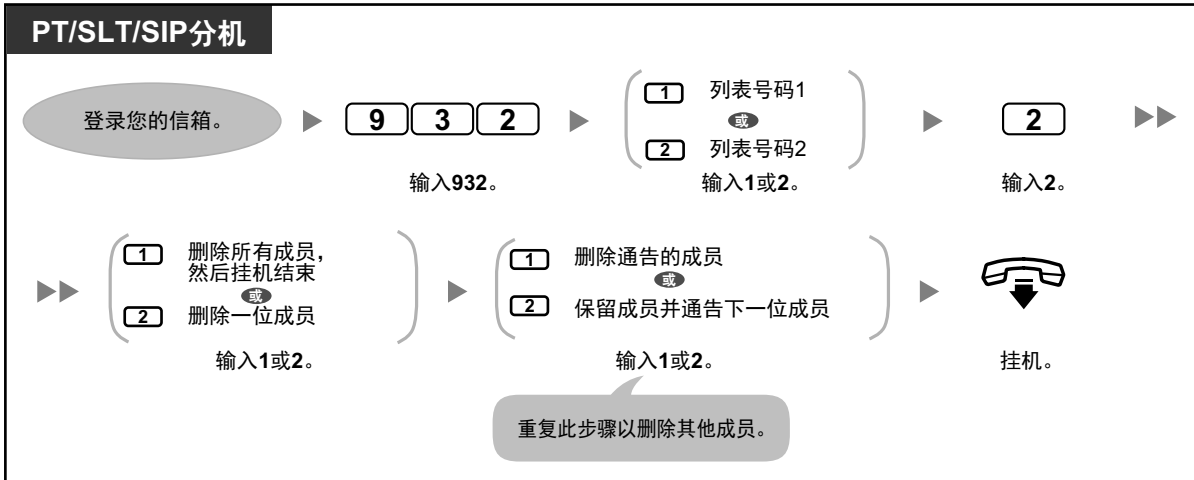 PT/SLT/SIP分机
登录您的信箱。
9 3 2
输入932。
1 列表号码1
或
2 列表号码2
输入1或2。
2
输入2。
1 删除所有成员，
然后挂机结束
或
2 删除一位成员
输入1或2。
1 删除通告的成员
或
2 保留成员并通告下一位成员
输入1或2。
重复此步骤以删除其他成员。
挂机。